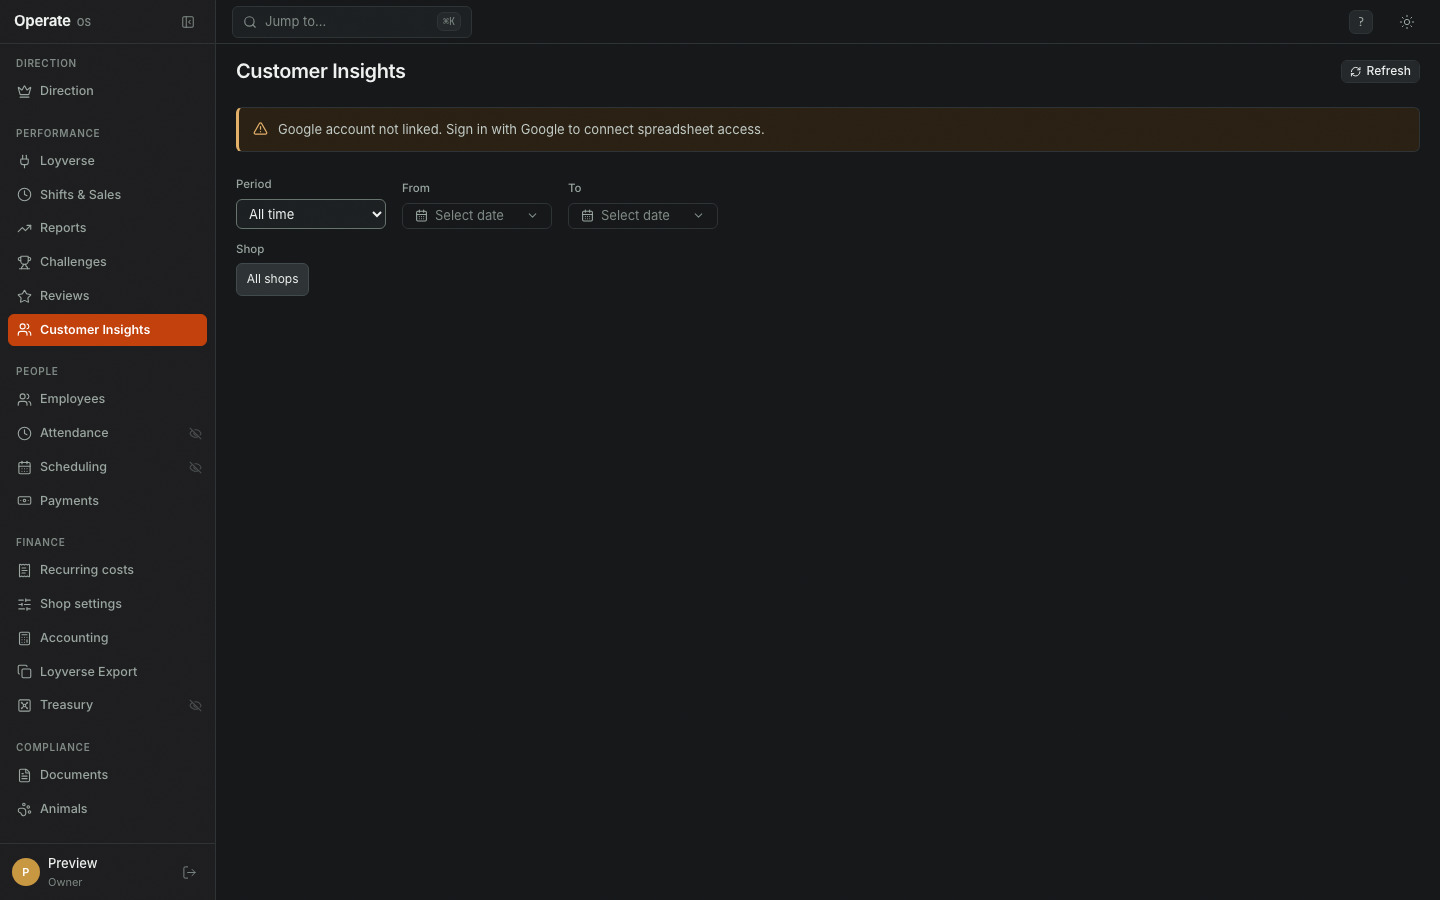 Operate OS
Jump to...
⌘K
?
DIRECTION
Direction
PERFORMANCE
Loyverse
Shifts & Sales
Reports
Challenges
Reviews
Customer Insights
PEOPLE
Employees
Attendance
Scheduling
Payments
FINANCE
Recurring costs
Shop settings
Accounting
Loyverse Export
Treasury
COMPLIANCE
Documents
Animals
P
Preview
Owner
Customer Insights
Refresh
Google account not linked. Sign in with Google to connect spreadsheet access.
Period
From
To
All time
Select date
Select date
Shop
All shops